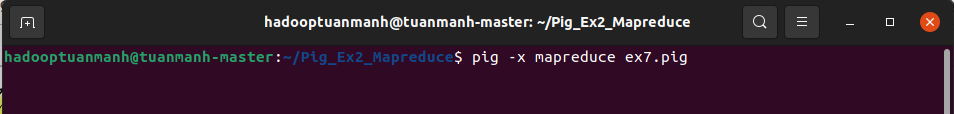 hadooptuanmanh@tuanmanh-master: ~/Pig_Ex2_Mapreduce
hadooptuanmanh@tuanmanh-master:~/Pig_Ex2_Mapreduce$ pig -x mapreduce ex7.pig